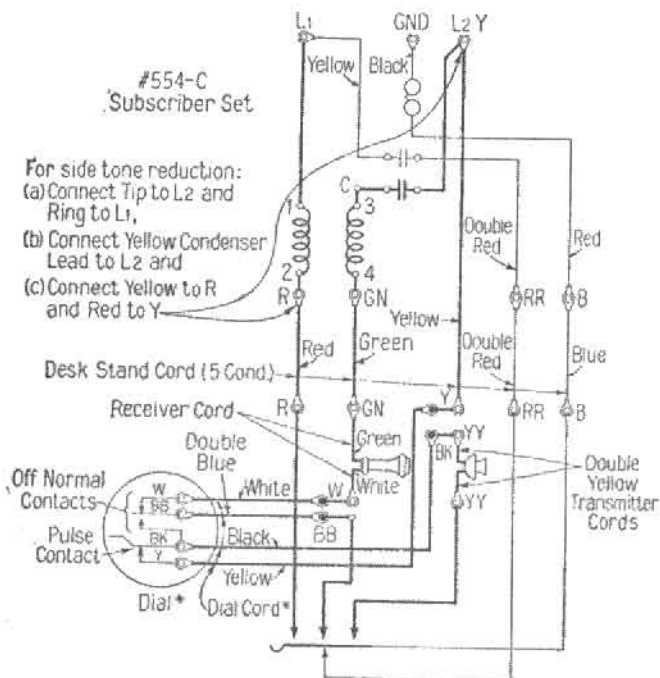 L1
GND
L2 Y
Yellow
Black
#554-C
Subscriber Set
For side tone reduction:
(a) Connect Tip to L2 and
Ring to L1,
(b) Connect Yellow Condenser
Lead to L2 and
(c) Connect Yellow to R
and Red to Y
C
1
3
2
4
Double
Red
Red
R
GN
RR
B
Yellow
Red
Green
Double
Red
Blue
Desk Stand Cord (5 Cond.)
R
GN
Y
RR
B
Receiver Cord
Green
Double
Blue
White
BK
YY
Double
Yellow
Transmitter
Cords
YY
Off Normal
Contacts
W
BB
White
W
BB
Pulse
Contact
BK
Y
Black
Yellow
Dial*
Dial Cord*